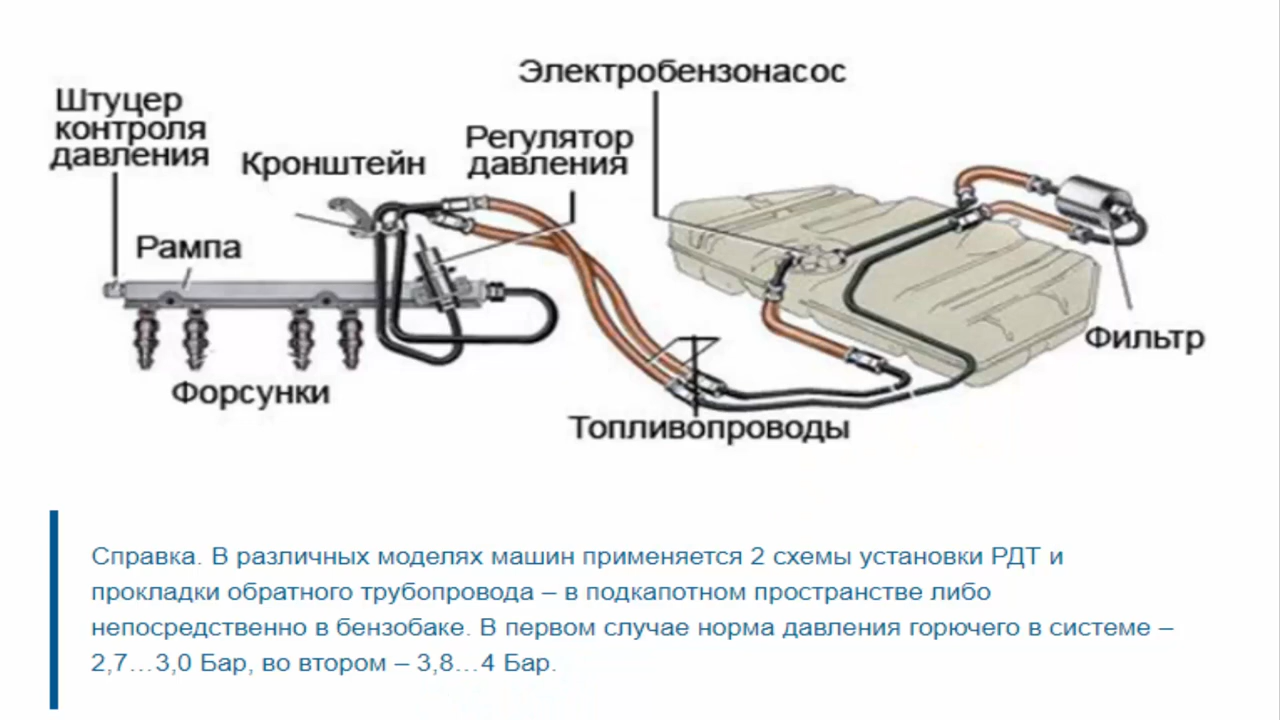 Электробензонасос
Штуцер
контроля
давления
Кронштейн
Регулятор
давления
Рампа
Фильтр
Форсунки
Топливопроводы
Справка. В различных моделях машин применяется 2 схемы установки РДТ и
прокладки обратного трубопровода – в подкапотном пространстве либо
непосредственно в бензобаке. В первом случае норма давления горючего в системе –
2,7…3,0 Бар, во втором – 3,8…4 Бар.